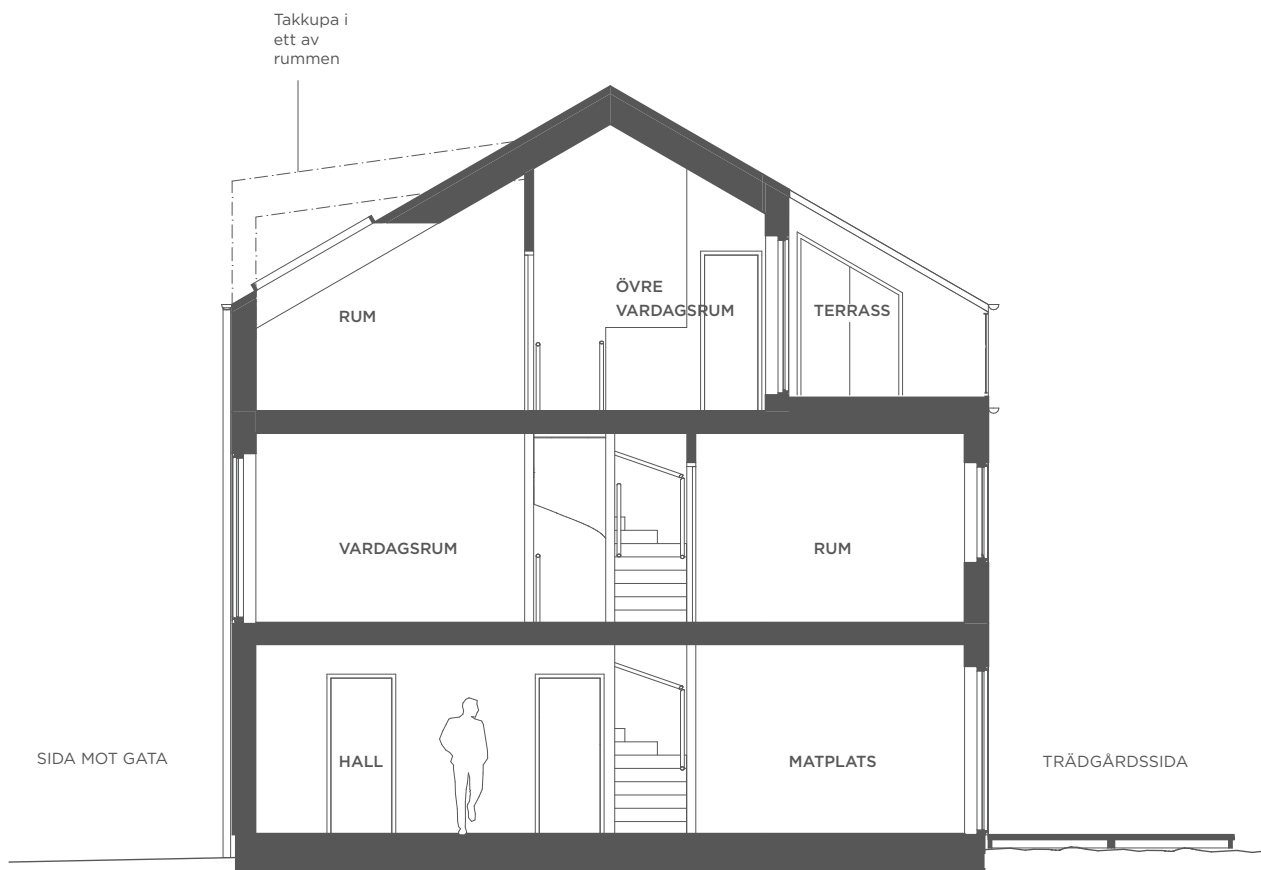 Takkupa i
ett av
rummen
ÖVRE
VARDAGSRUM
RUM
TERRASS
VARDAGSRUM
RUM
SIDA MOT GATA
HALL
MATPLATS
TRÄDGÅRDSSIDA